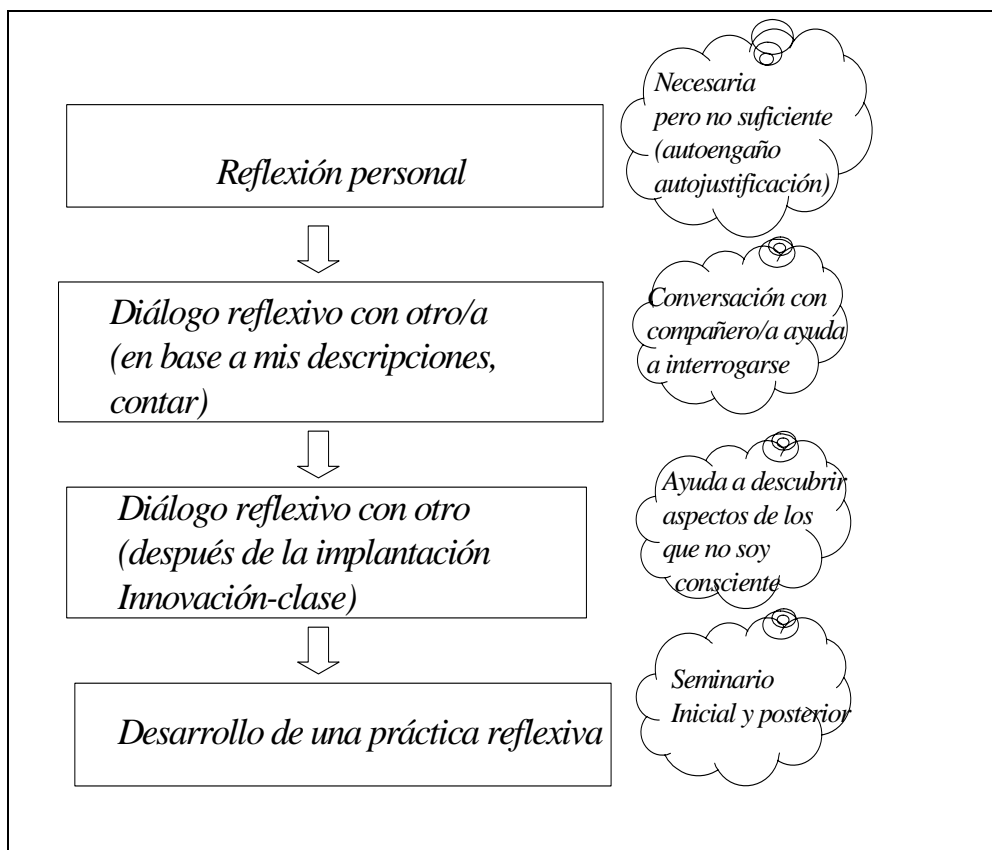 Reflexión personal
Necesaria
pero no suficiente
(autoengaño
autojustificación)
Diálogo reflexivo con otro/a
(en base a mis descripciones,
contar)
Conversación con
compañero/a ayuda
a interrogarse
Diálogo reflexivo con otro
(después de la implantación
Innovación-clase)
Ayuda a descubrir
aspectos de los
que no soy
consciente
Desarrollo de una práctica reflexiva
Seminario
Inicial y posterior